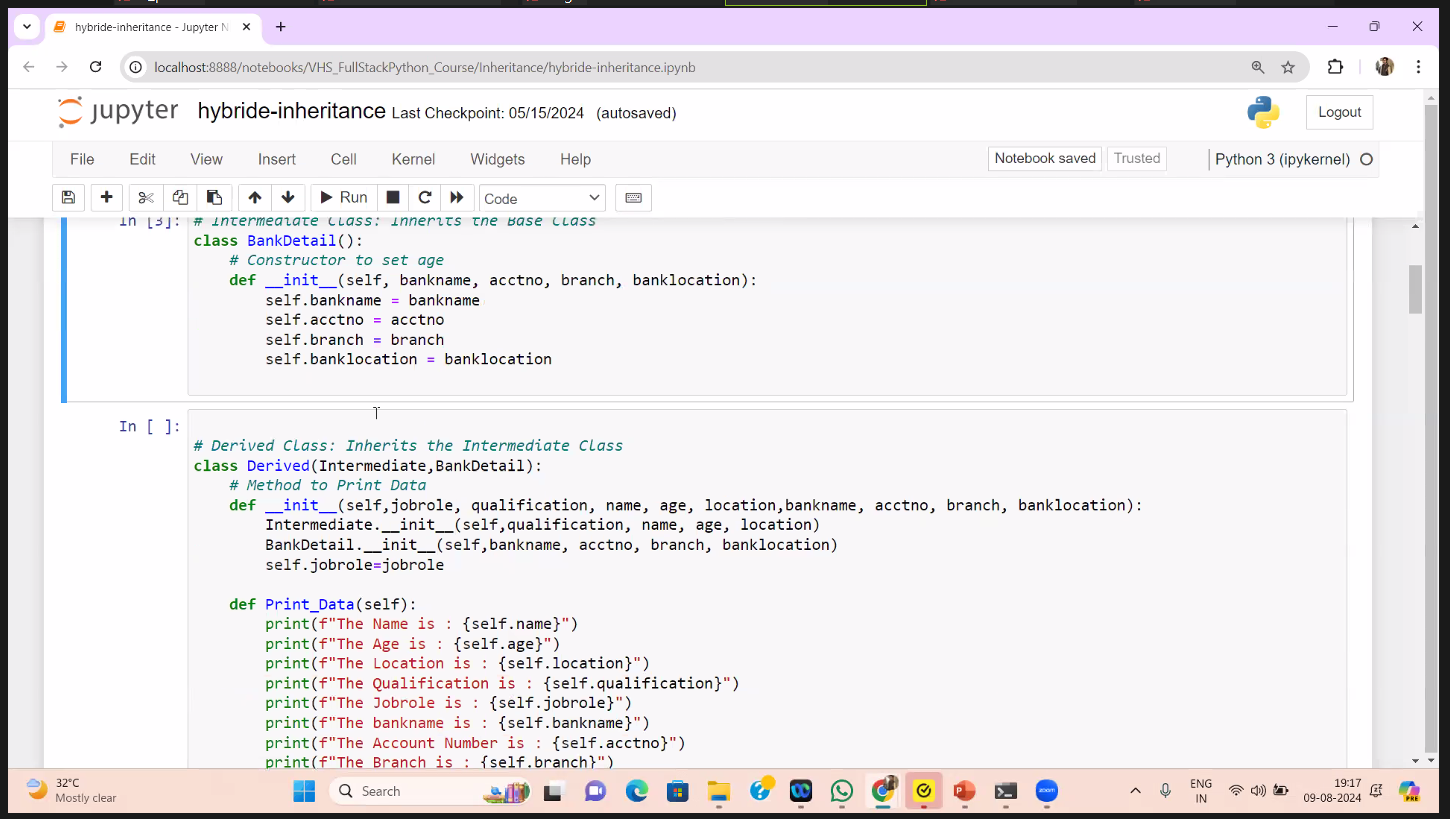 hybride-inheritance - Jupyter N
localhost:8888/notebooks/VHS_FullStackPython_Course/Inheritance/hybride-inheritance.ipynb
jupyter hybride-inheritance Last Checkpoint: 05/15/2024 (autosaved)
Logout
File Edit View Insert Cell Kernel Widgets Help
Notebook saved Trusted Python 3 (ipykernel)
Run Code
In [3]: # Intermediate Class: Inherits the Base Class
class BankDetail():
# Constructor to set age
def __init__(self, bankname, acctno, branch, banklocation):
self.bankname = bankname
self.acctno = acctno
self.branch = branch
self.banklocation = banklocation
In [ ]:
# Derived Class: Inherits the Intermediate Class
class Derived(Intermediate,BankDetail):
# Method to Print Data
def __init__(self,jobrole, qualification, name, age, location,bankname, acctno, branch, banklocation):
Intermediate.__init__(self,qualification, name, age, location)
BankDetail.__init__(self,bankname, acctno, branch, banklocation)
self.jobrole=jobrole
def Print_Data(self):
print(f"The Name is : {self.name}")
print(f"The Age is : {self.age}")
print(f"The Location is : {self.location}")
print(f"The Qualification is : {self.qualification}")
print(f"The Jobrole is : {self.jobrole}")
print(f"The bankname is : {self.bankname}")
print(f"The Account Number is : {self.acctno}")
print(f"The Branch is : {self.branch}")
32°C
Mostly clear
Search
zoom
ENG
IN
19:17
09-08-2024
PRE